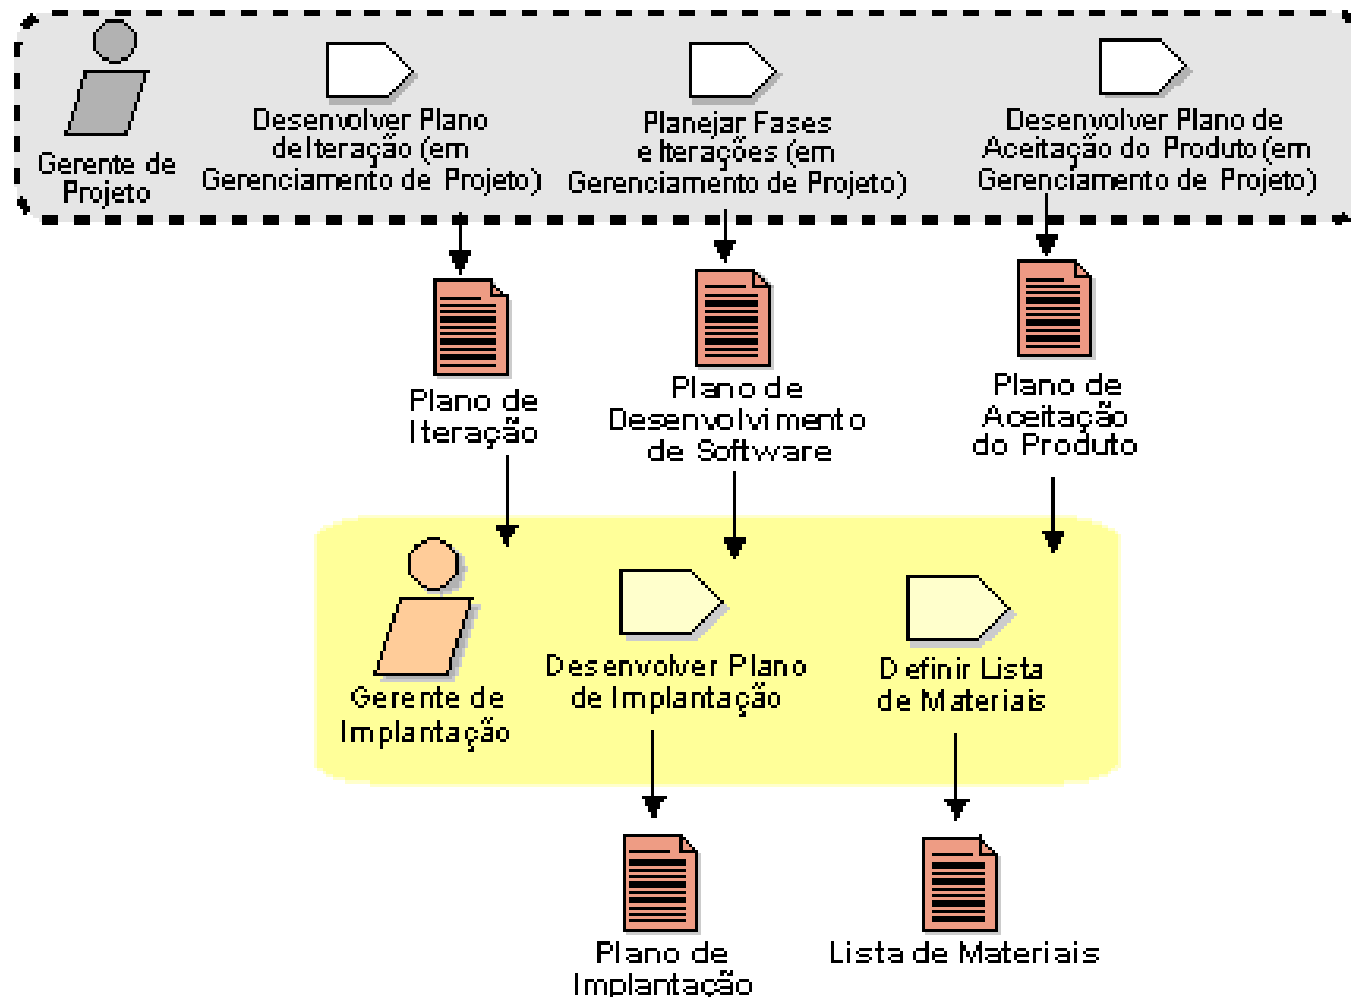 Gerente de
Projeto
Desenvolver Plano
de Iteração (em
Gerenciamento de Projeto)
Planejar Fases
e Iterações (em
Gerenciamento de Projeto)
Desenvolver Plano de
Aceitação do Produto (em
Gerenciamento de Projeto)
Plano de
Iteração
Plano de
Desenvolvimento
de Software
Plano de
Aceitação
do Produto
Gerente de
Implantação
Desenvolver Plano
de Implantação
Definir Lista
de Materiais
Plano de
Implantação
Lista de Materiais